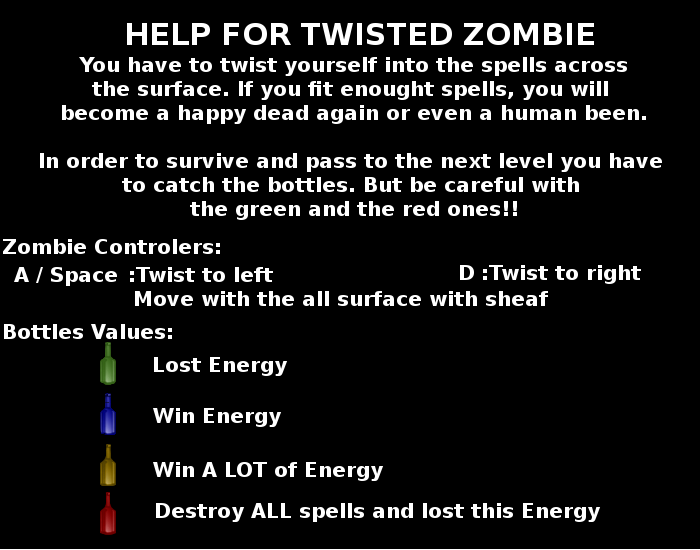 HELP FOR TWISTED ZOMBIE
You have to twist yourself into the spells across
the surface. If you fit enought spells, you will
become a happy dead again or even a human been.
In order to survive and pass to the next level you have
to catch the bottles. But be careful with
the green and the red ones!!
Zombie Controlers:
A / Space :Twist to left D :Twist to right
Move with the all surface with sheaf
Bottles Values:
Lost Energy
Win Energy
Win A LOT of Energy
Destroy ALL spells and lost this Energy